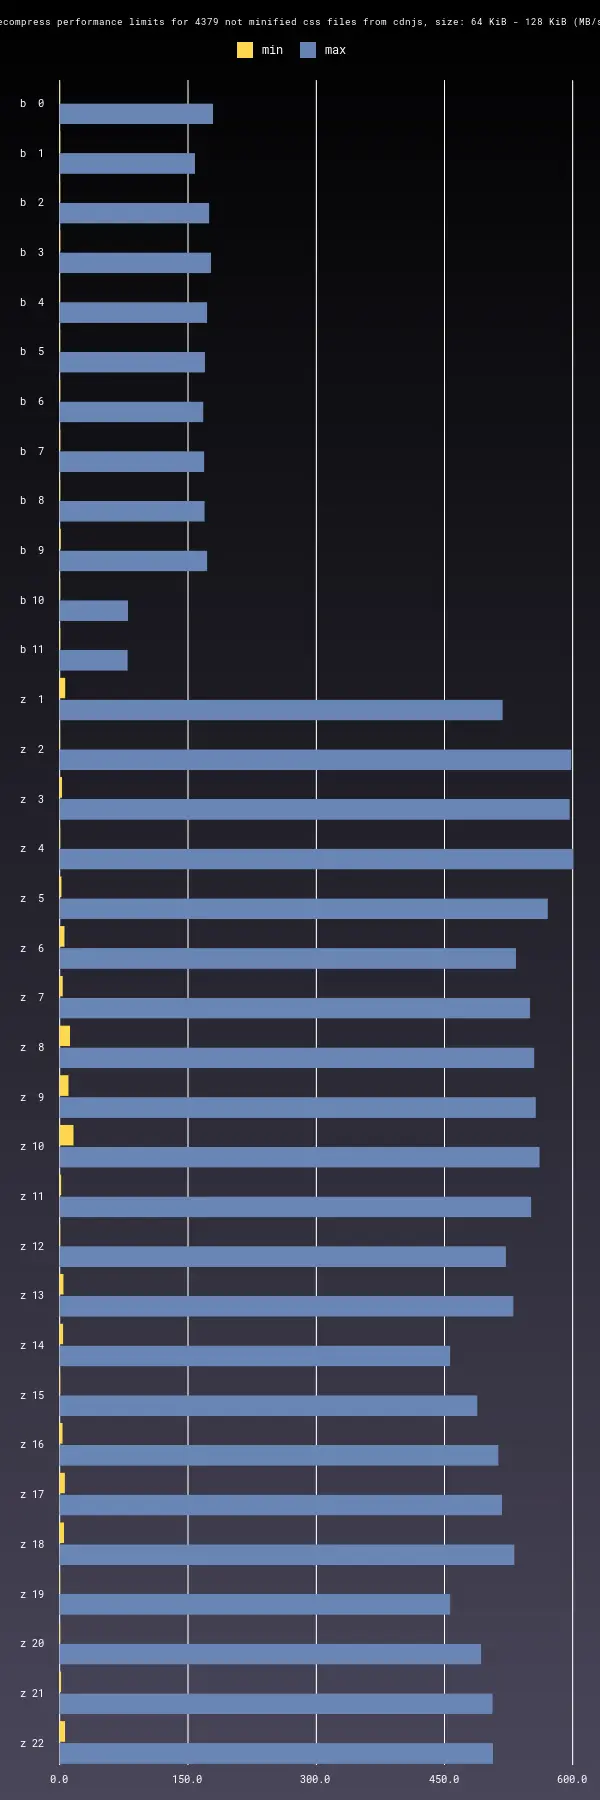 ecompress performance limits for 4379 not minified css files from cdnjs, size: 64 KiB - 128 KiB (MB/s
min max
b 0
b 1
b 2
b 3
b 4
b 5
b 6
b 7
b 8
b 9
b 10
b 11
z 1
z 2
z 3
z 4
z 5
z 6
z 7
z 8
z 9
z 10
z 11
z 12
z 13
z 14
z 15
z 16
z 17
z 18
z 19
z 20
z 21
z 22
0.0 150.0 300.0 450.0 600.0